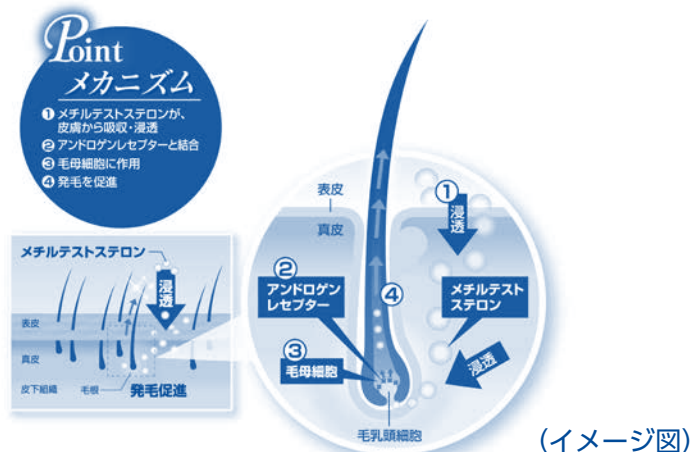 Point
メカニズム
① メチルテストステロンが、
皮膚から吸収・浸透
② アンドロゲンレセプターと結合
③ 毛母細胞に作用
④ 発毛を促進
メチルテストステロン
浸透
表皮
真皮
皮下組織
毛根
発毛促進
表皮
真皮
①
浸透
②
アンドロゲン
レセプター
④
メチルテスト
ステロン
③
毛母細胞
浸透
毛乳頭細胞
(イメージ図)